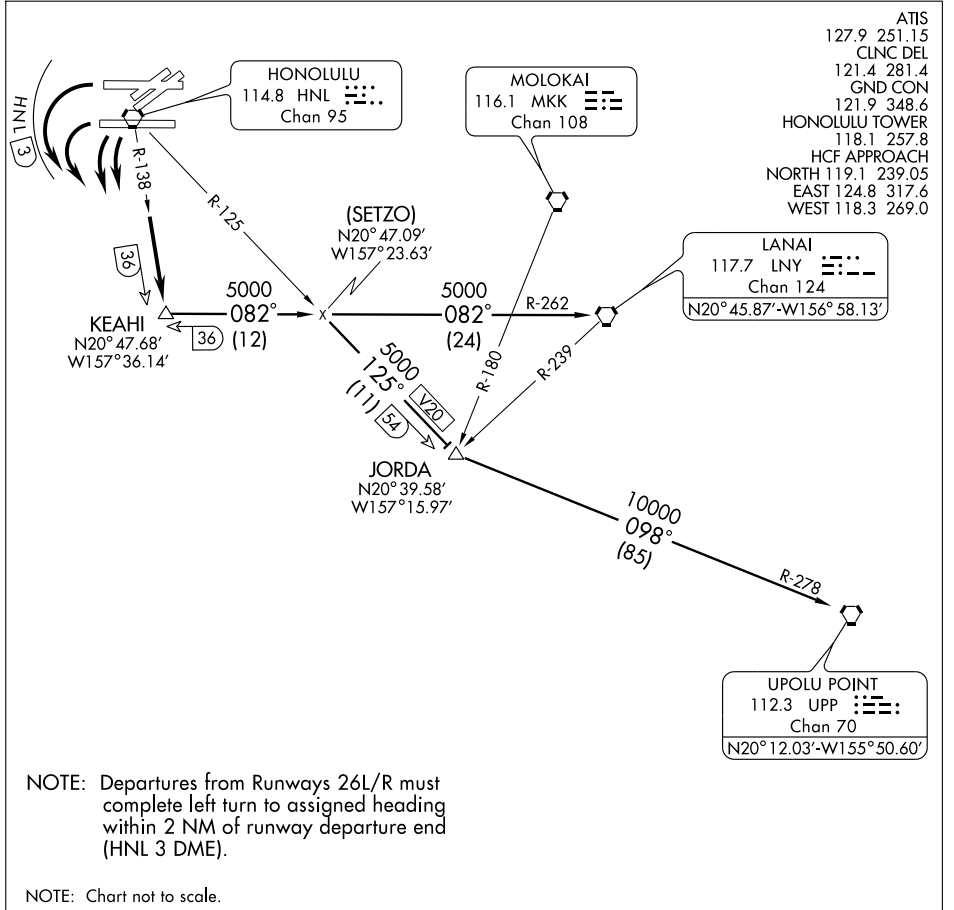 ATIS
127.9 251.15
CLNC DEL
121.4 281.4
GND CON
121.9 348.6
HONOLULU TOWER
118.1 257.8
HCF APPROACH
NORTH 119.1 239.05
EAST 124.8 317.6
WEST 118.3 269.0
HONOLULU
114.8 HNL
Chan 95
MOLOKAI
116.1 MKK
Chan 108
HNL 3
R-138
R-125
(SETZO)
N20°47.09′
W157°23.63′
LANAI
117.7 LNY
Chan 124
N20°45.87′-W156°58.13′
36
KEAHI
N20°47.68′
W157°36.14′
36
5000
082°
(12)
X
5000
082°
(24)
R-262
R-180
R-239
5000
125°
(11)
V20
54
JORDA
N20°39.58′
W157°15.97′
10000
098°
(85)
R-278
UPOLU POINT
112.3 UPP
Chan 70
N20°12.03′-W155°50.60′
NOTE: Departures from Runways 26L/R must
complete left turn to assigned heading
within 2 NM of runway departure end
(HNL 3 DME).
NOTE: Chart not to scale.